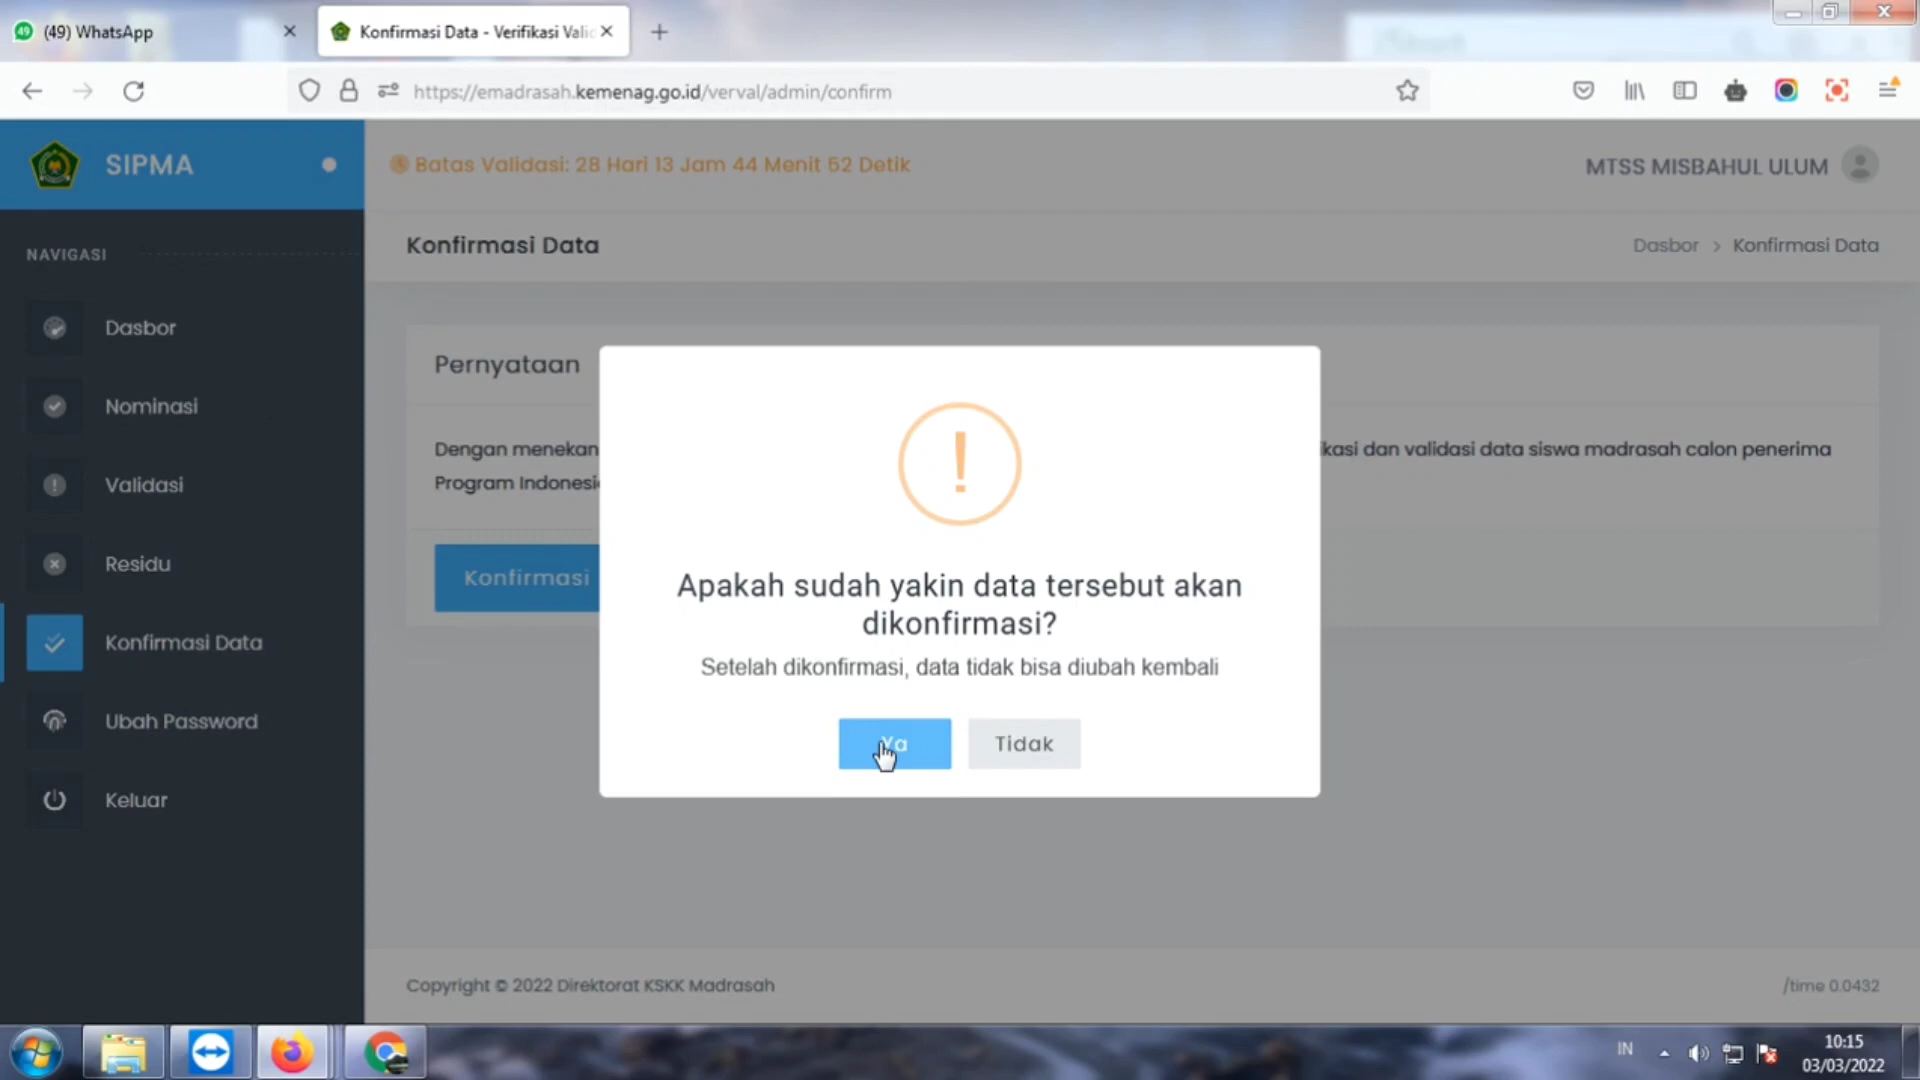 (49) WhatsApp
Konfirmasi Data - Verifikasi Valid
https://emadrasah.kemenag.go.id/verval/admin/confirm
SIPMA
Batas Validasi: 28 Hari 13 Jam 44 Menit 52 Detik
MTSS MISBAHUL ULUM
NAVIGASI
Dasbor
Nominasi
Validasi
Residu
Konfirmasi Data
Ubah Password
Keluar
Konfirmasi Data
Dasbor > Konfirmasi Data
Pernyataan
Dengan menekan
kasi dan validasi data siswa madrasah calon penerima
Program Indonesi
Konfirmasi
!
Apakah sudah yakin data tersebut akan
dikonfirmasi?
Setelah dikonfirmasi, data tidak bisa diubah kembali
Ya
Tidak
Copyright © 2022 Direktorat KSKK Madrasah
/time 0.0432
IN
10:15
03/03/2022